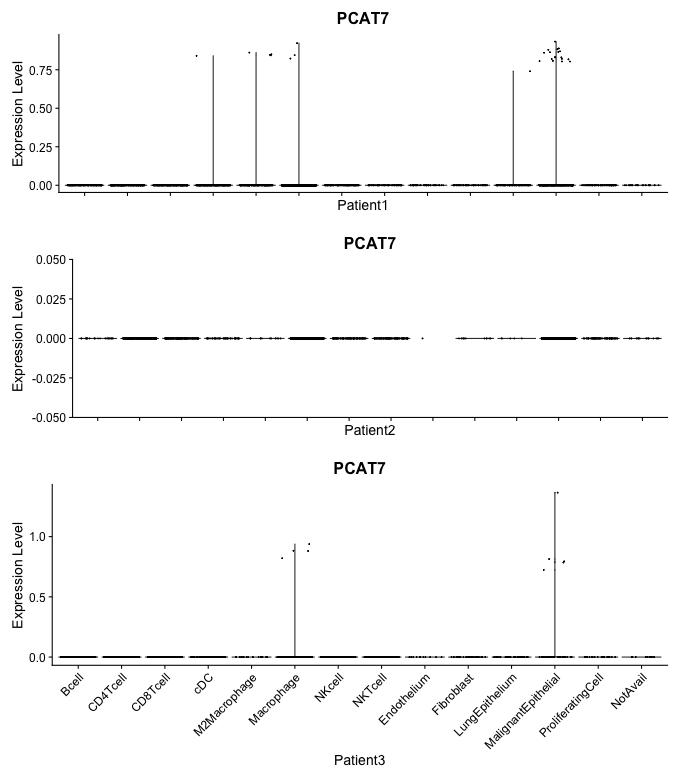 PCAT7
Expression Level
0.75
0.50
0.25
0.00
Patient1
PCAT7
Expression Level
0.050
0.025
0.000
-0.025
-0.050
Patient2
PCAT7
Expression Level
1.0
0.5
0.0
Bcell
CD4Tcell
CD8Tcell
cDC
M2Macrophage
Macrophage
NKcell
NKTcell
Endothelium
Fibroblast
LungEpithelium
MalignantEpithelial
ProliferatingCell
NotAvail
Patient3